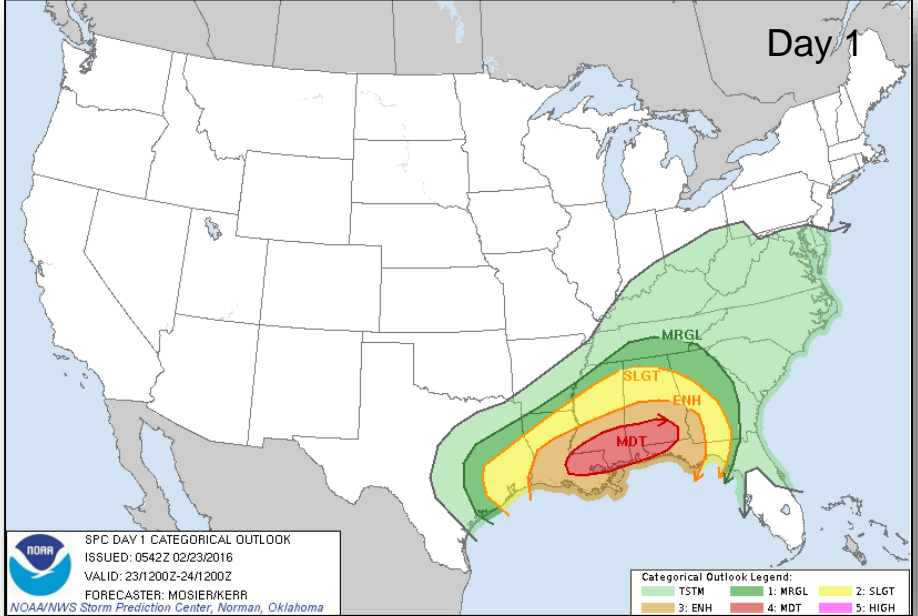 Day 1
MRGL
SLGT
ENH
MDT
SPC DAY 1 CATEGORICAL OUTLOOK
ISSUED: 0542Z 02/23/2016
VALID: 23/1200Z-24/1200Z
FORECASTER: MOSIER/KERR
NOAA/NWS Storm Prediction Center, Norman, Oklahoma
NOAA
Categorical Outlook Legend:
TSTM 1: MRGL 2: SLGT
3: ENH 4: MDT 5: HIGH